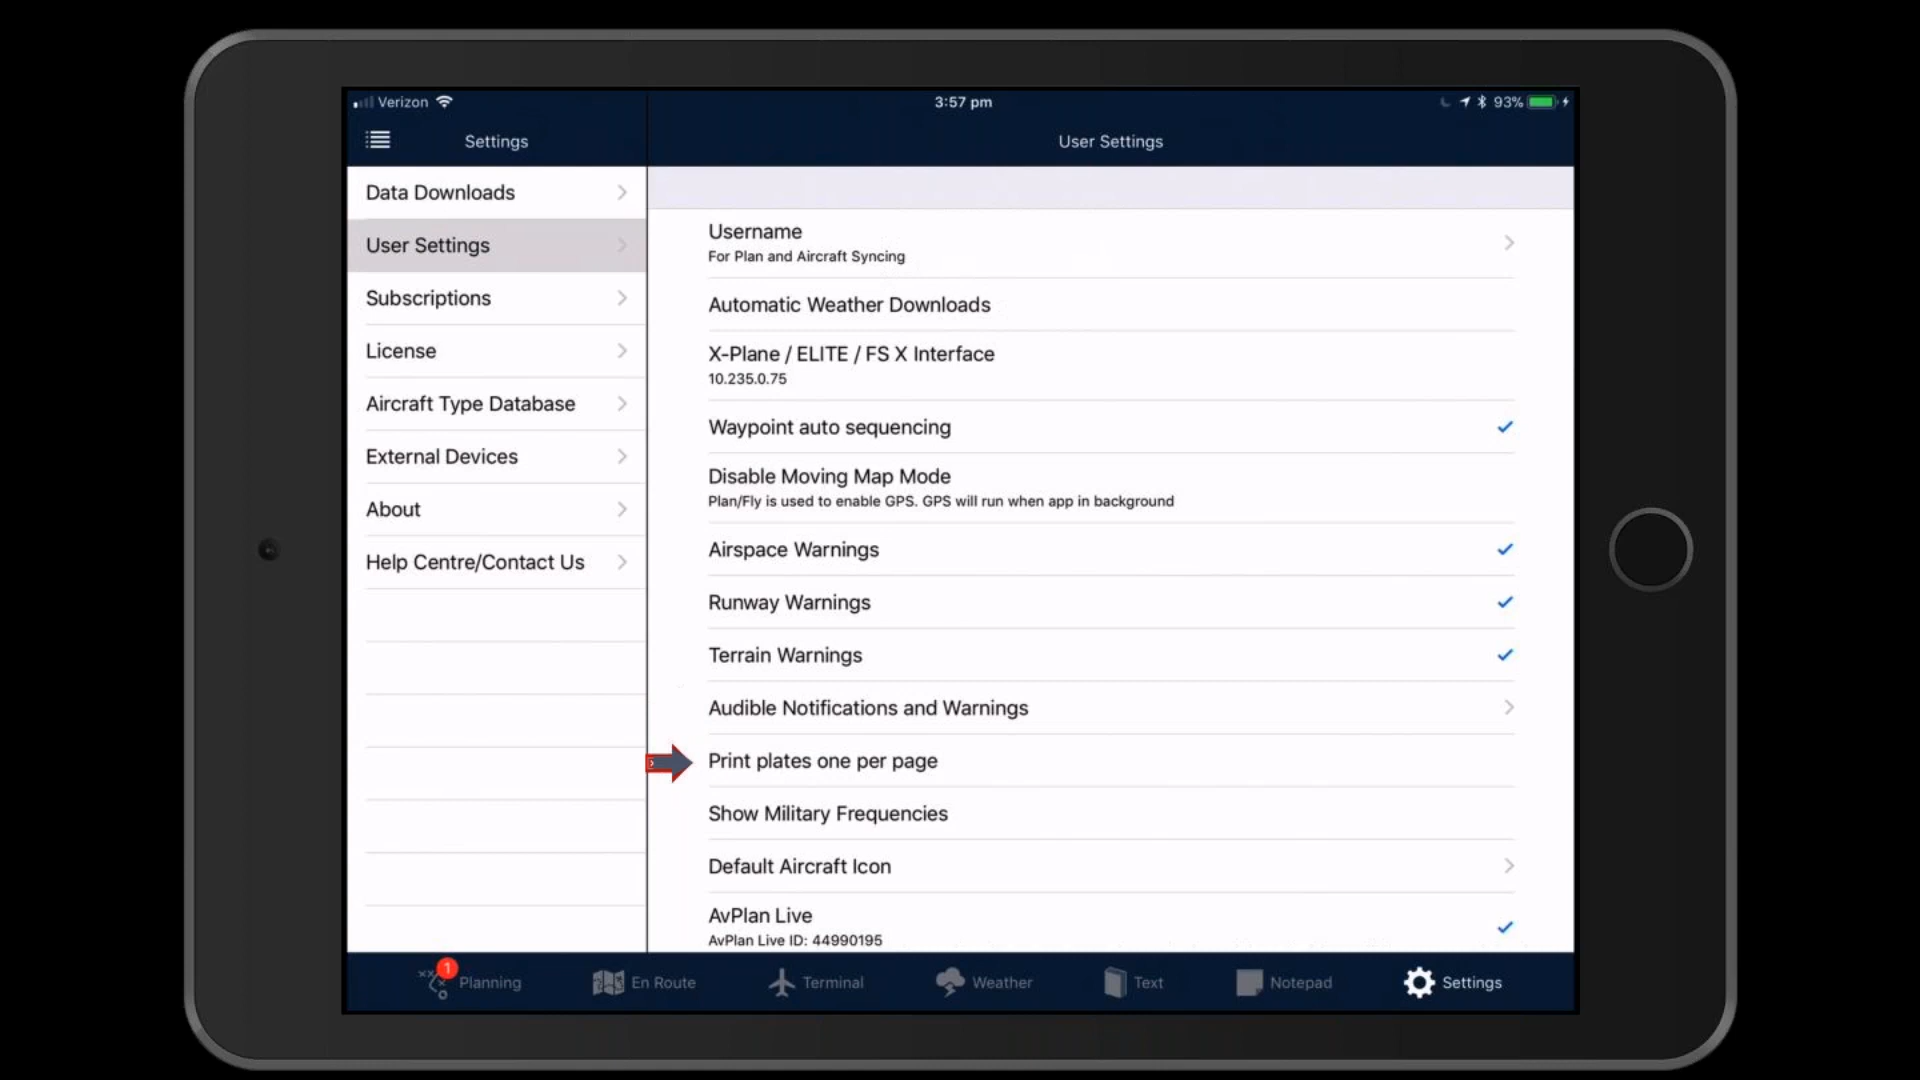 Verizon
3:57 pm
93%
Settings
User Settings
Data Downloads
User Settings
Subscriptions
License
Aircraft Type Database
External Devices
About
Help Centre/Contact Us
Username
For Plan and Aircraft Syncing
Automatic Weather Downloads
X-Plane / ELITE / FS X Interface
10.235.0.75
Waypoint auto sequencing
Disable Moving Map Mode
Plan/Fly is used to enable GPS. GPS will run when app in background
Airspace Warnings
Runway Warnings
Terrain Warnings
Audible Notifications and Warnings
Print plates one per page
Show Military Frequencies
Default Aircraft Icon
AvPlan Live
AvPlan Live ID: 44990195
1
Planning
En Route
Terminal
Weather
Text
Notepad
Settings